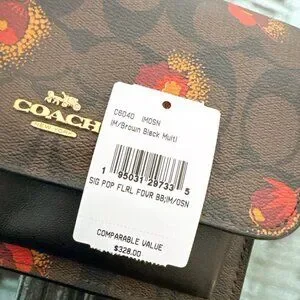 COACH
NEW YORK
C8040 IMOSN
IM/Brown Black Multi
1 95031 29733 5
SIG POP FLRL FOUR BB;IM/OSN
COMPARABLE VALUE
$328.00